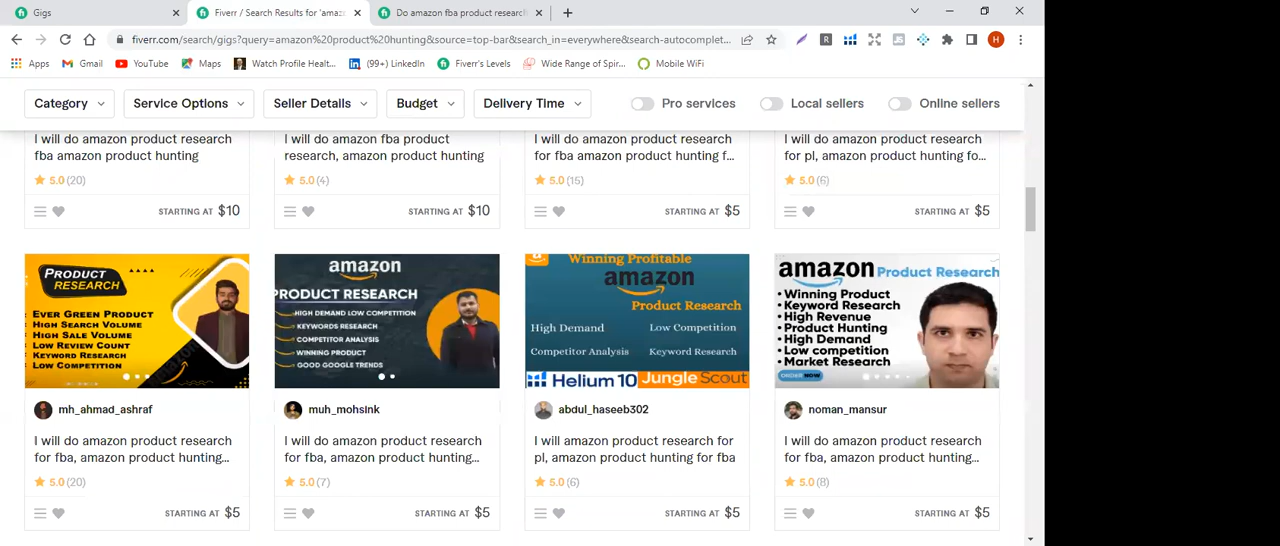 Gigs
Fiverr / Search Results for 'amaz
Do amazon fba product research
fiverr.com/search/gigs?query=amazon%20product%20hunting&source=top-bar&search_in=everywhere&search-autocomplet...
Apps
Gmail
YouTube
Maps
Watch Profile Healt...
(99+) LinkedIn
Fiverr's Levels
Wide Range of Spir...
Mobile WiFi
Category
Service Options
Seller Details
Budget
Delivery Time
Pro services
Local sellers
Online sellers
I will do amazon product research
fba amazon product hunting
5.0 (20)
STARTING AT $10
I will do amazon fba product
research, amazon product hunting
5.0 (4)
STARTING AT $10
I will do amazon product research
for fba amazon product hunting f...
5.0 (15)
STARTING AT $5
I will do amazon product research
for pl, amazon product hunting fo...
5.0 (6)
STARTING AT $5
PRODUCT
RESEARCH
EVER GREEN PRODUCT
HIGH SEARCH VOLUME
HIGH SALE VOLUME
LOW REVIEW COUNT
KEYWORD RESEARCH
LOW COMPETITION
mh_ahmad_ashraf
I will do amazon product research
for fba, amazon product hunting...
5.0 (20)
STARTING AT $5
amazon
PRODUCT RESEARCH
HIGH DEMAND LOW COMPETITION
KEYWORDS RESEARCH
COMPETITOR ANALYSIS
WINNING PRODUCT
GOOD GOOGLE TRENDS
muh_mohsink
I will do amazon product research
for fba, amazon product hunting...
5.0 (7)
STARTING AT $5
Winning Profitable
amazon
Product Research
High Demand
Low Competition
Competitor Analysis
Keyword Research
Helium 10
Jungle Scout
abdul_haseeb302
I will amazon product research for
pl, amazon product hunting for fba
5.0 (6)
STARTING AT $5
amazon Product Research
• Winning Product
• Keyword Research
• High Revenue
• Product Hunting
• High Demand
• Low competition
• Market Research
ORDER NOW
noman_mansur
I will do amazon product research
for fba, amazon product hunting...
5.0 (8)
STARTING AT $5